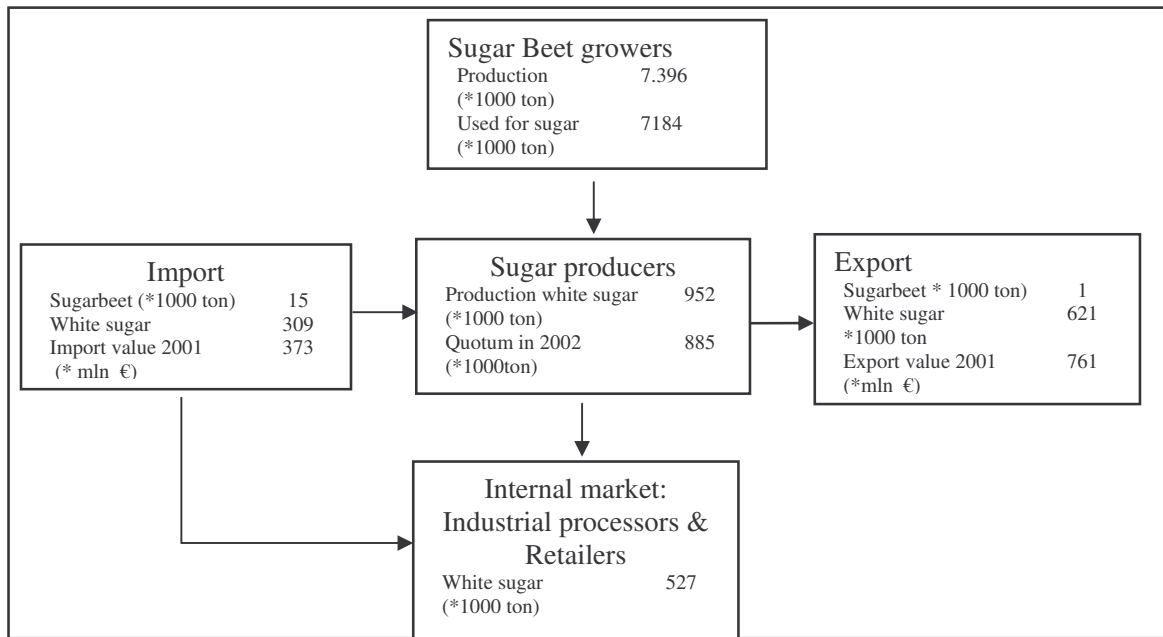 Sugar Beet growers
Production 7.396
(*1000 ton)
Used for sugar 7184
(*1000 ton)
Import
Sugarbeet (*1000 ton) 15
White sugar 309
Import value 2001 373
(* mln €)
Sugar producers
Production white sugar 952
(*1000 ton)
Quotum in 2002 885
(*1000ton)
Export
Sugarbeet * 1000 ton) 1
White sugar 621
*1000 ton
Export value 2001 761
(*mln €)
Internal market:
Industrial processors &
Retailers
White sugar 527
(*1000 ton)